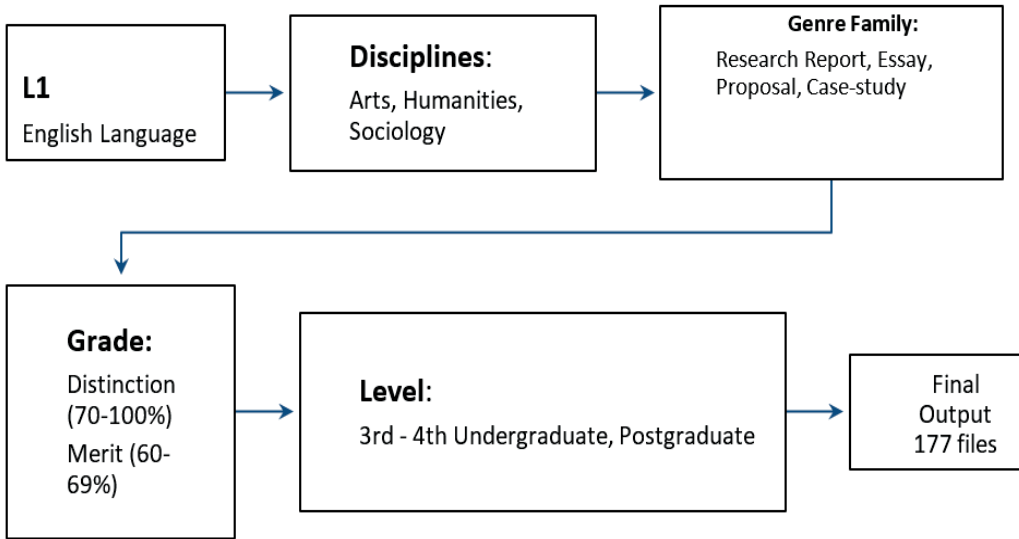 L1
English Language
Disciplines:
Arts, Humanities,
Sociology
Genre Family:
Research Report, Essay,
Proposal, Case-study
Grade:
Distinction
(70-100%)
Merit (60-
69%)
Level:
3rd - 4th Undergraduate, Postgraduate
Final
Output
177 files